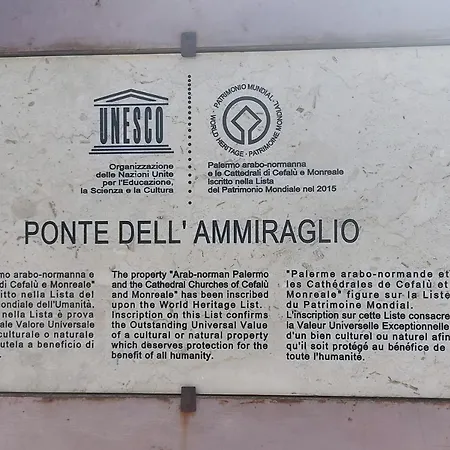 UNESCO
Organizzazione
delle Nazioni Unite
per l'Educazione,
la Scienza e la Cultura
PATRIMONIO MUNDIAL • WORLD HERITAGE • PATRIMOINE MONDIAL •
Palermo arabo-normanna
e le Cattedrali di Cefalù e Monreale
Iscritto nella Lista
del Patrimonio Mondiale nel 2015
PONTE DELL' AMMIRAGLIO
arabo-normanna e
di Cefalù e Monreale"
nella Lista del
dell'Umanità.
nella Lista è prova
Valore Universale
culturale o naturale
tutela a beneficio di
The property "Arab-norman Palermo
and the Cathedral Churches of Cefalù
and Monreale" has been inscribed
upon the World Heritage List.
Inscription on this List confirms
the Outstanding Universal Value
of a cultural or natural property
which deserves protection for the
benefit of all humanity.
"Palerme arabo-normande et
les Cathédrales de Cefalù et
Monreale" figure sur la Liste
du Patrimoine Mondial.
L'inscription sur cette Liste consacre
la Valeur Universelle Exceptionnelle
d'un bien culturel ou naturel afin
qu'il soit protégé au bénéfice de
toute l'humanité.